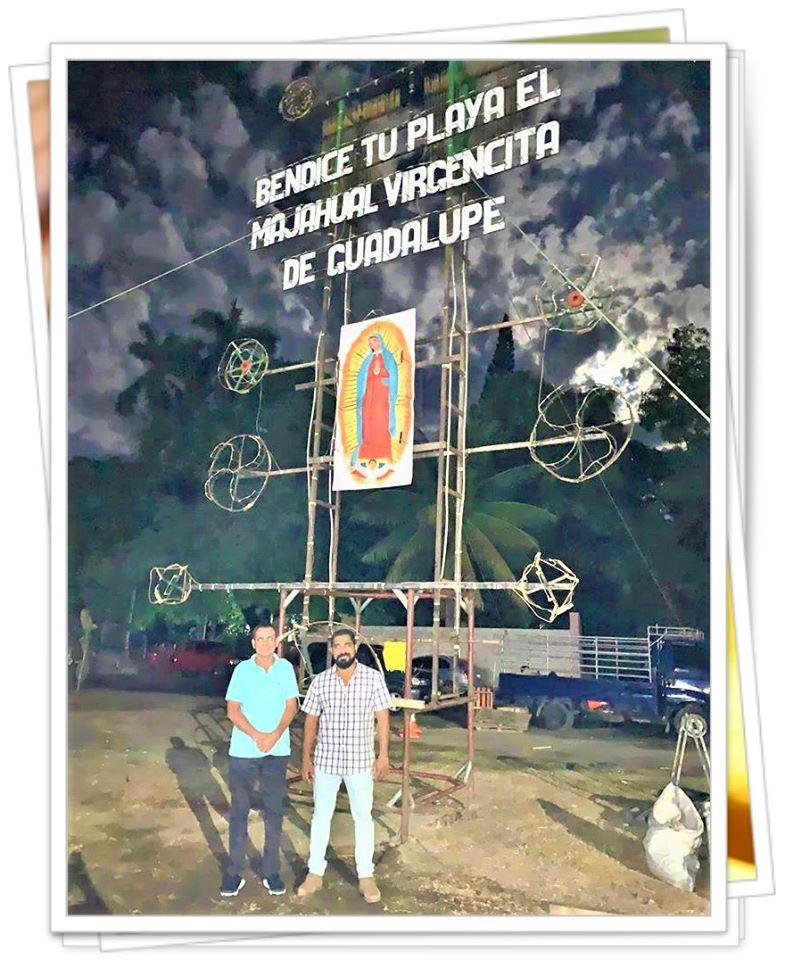 BENDICE TU PLAYA EL
MAJAHUAL VIRGENCITA
DE GUADALUPE